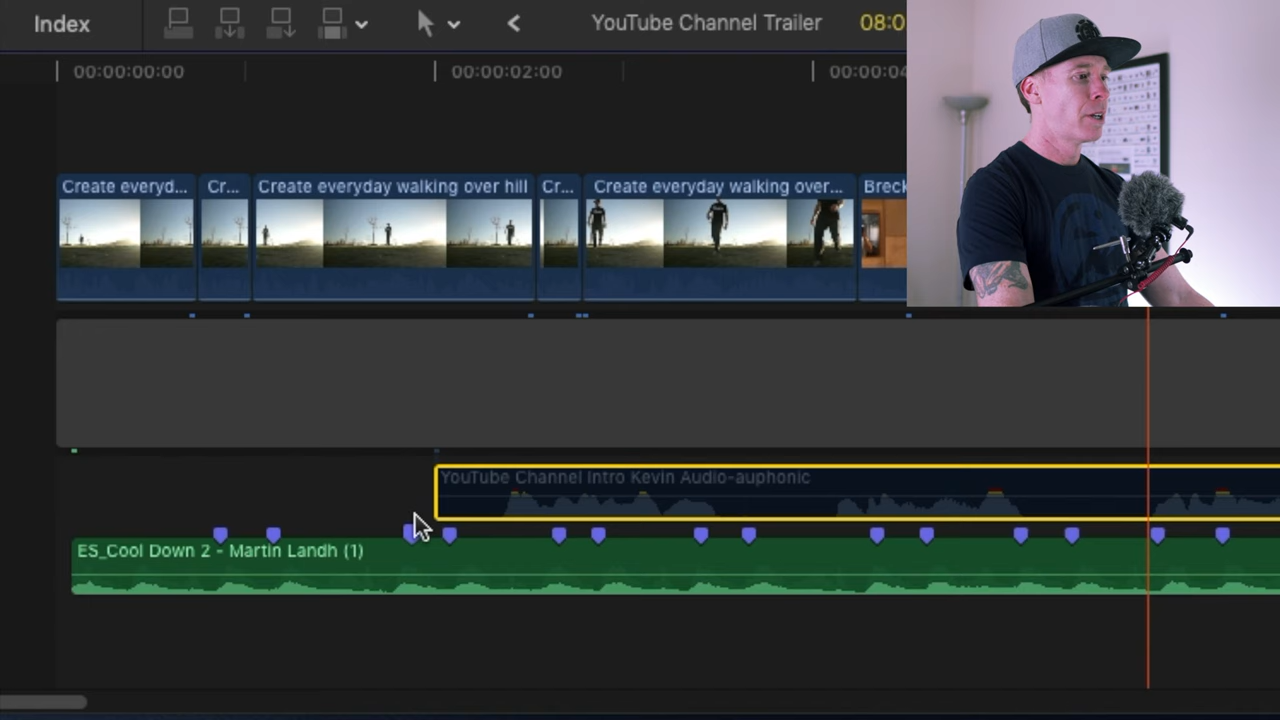 Index
YouTube Channel Trailer
08:0
00:00:00:00
00:00:02:00
00:00:04
Create everyd...
Cr...
Create everyday walking over hill
Cr...
Create everyday walking over...
Breck
YouTube Channel Intro Kevin Audio-auphonic
ES_Cool Down 2 - Martin Landh (1)